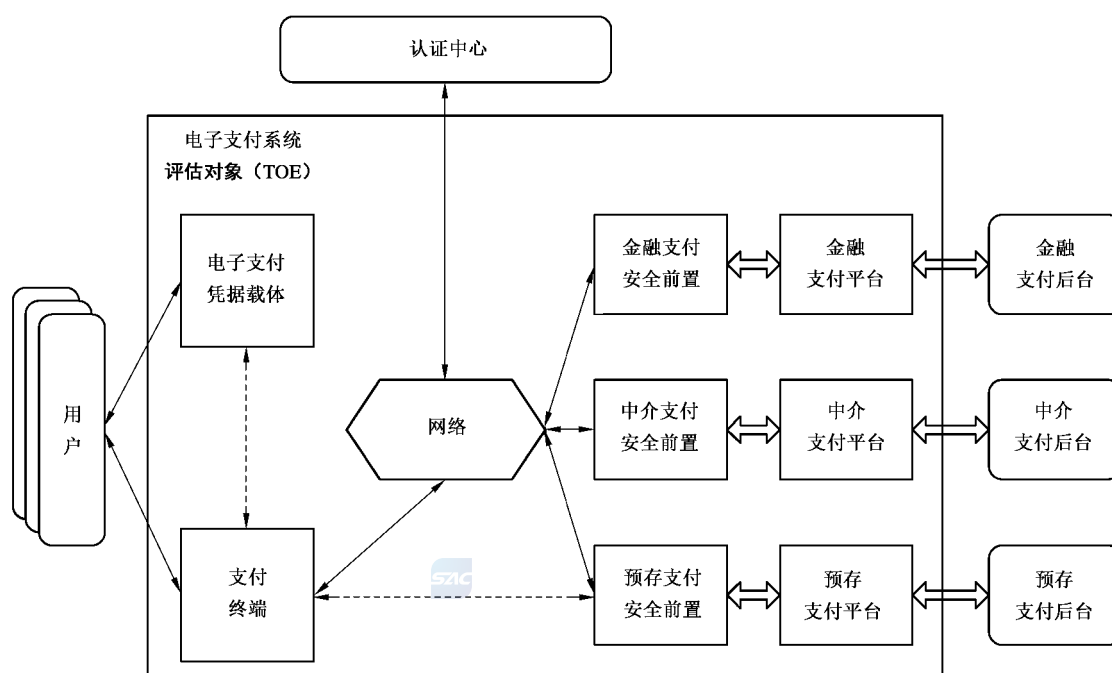 认证中心
电子支付系统
评估对象（TOE）
电子支付
凭据载体
金融支付
安全前置
金融
支付平台
金融
支付后台
用
户
网络
中介支付
安全前置
中介
支付平台
中介
支付后台
支付
终端
SAC
预存支付
安全前置
预存
支付平台
预存
支付后台